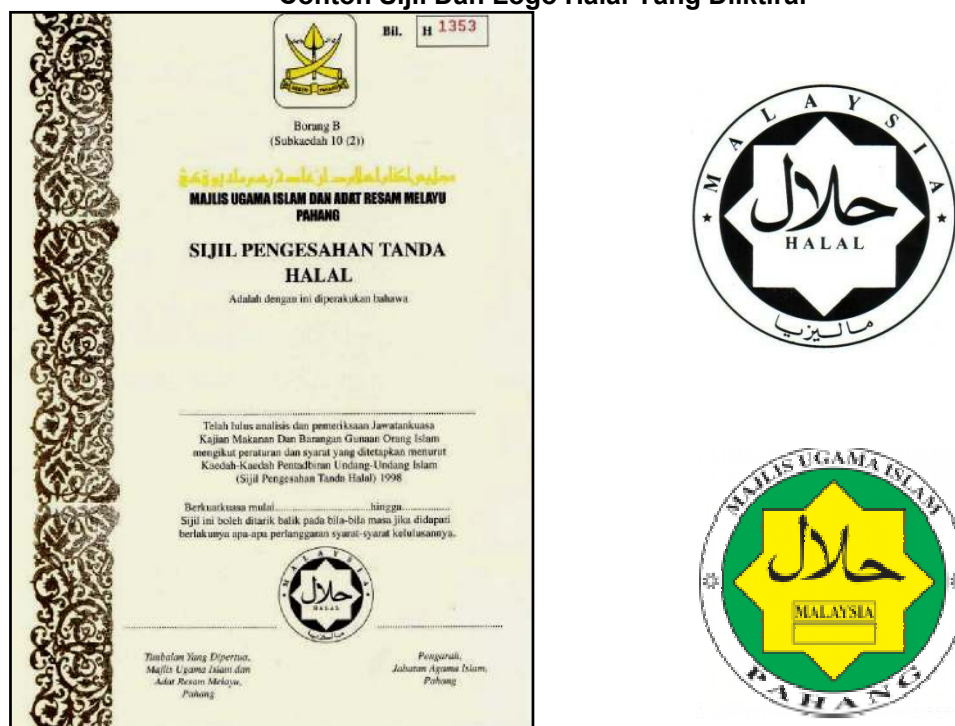 Contoh Sijil Dan Logo Halal Yang Diiktiraf
Bil. H 1353
Borang B
(Subkaedah 10 (2))
MAJLIS UGAMA ISLAM DAN ADAT RESAM MELAYU
PAHANG
SIJIL PENGESAHAN TANDA
HALAL
Adalah dengan ini diperakukan bahawa
Telah lulus analisis dan pemeriksaan Jawatankuasa
Kajian Makanan Dan Barangan Gunaan Orang Islam
mengikut peraturan dan syarat yang ditetapkan menurut
Kaedah-Kaedah Pentadbiran Undang-Undang Islam
(Sijil Pengesahan Tanda Halal) 1998
Berkuatkuasa mulai..............................hingga...............
Sijil ini boleh ditarik balik pada bila-bila masa jika didapati
berlakunya apa-apa perlanggaran syarat-syarat kelulusannya.
MALAYSIA
حلال
HALAL
ماليزيا
Timbalan Yang Dipertua,
Majlis Ugama Islam dan
Adat Resam Melayu,
Pahang
Pengarah,
Jabatan Agama Islam,
Pahang
MALAYSIA
حلال
HALAL
ماليزيا
MAJLIS UGAMA ISLAM
حلال
MALAYSIA
PAHANG